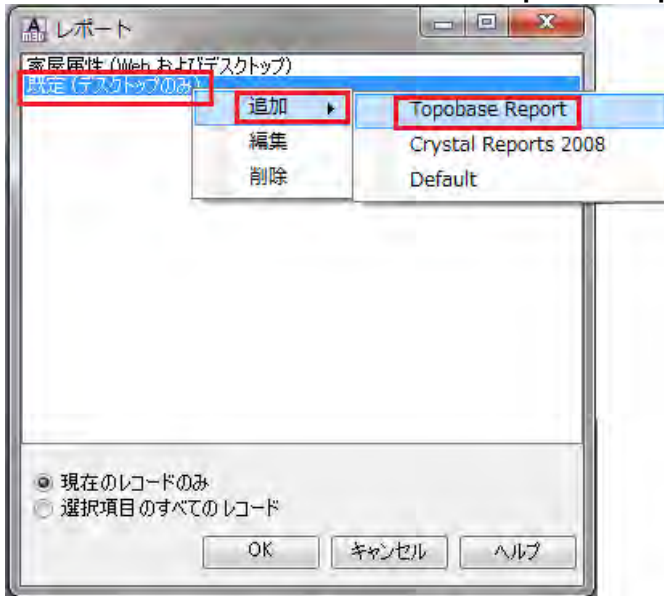 レポート
家屋属性 (Web およびデスクトップ)
既定 (デスクトップのみ)
追加
Topobase Report
編集
Crystal Reports 2008
削除
Default
現在のレコードのみ
選択項目のすべてのレコード
OK
キャンセル
ヘルプ